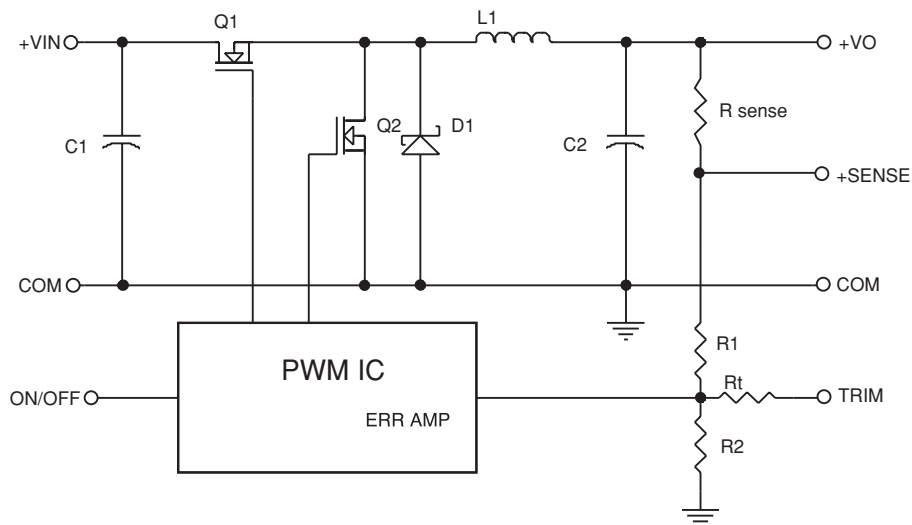 Q1
L1
+VIN
+VO
R sense
C1
Q2
D1
C2
+SENSE
COM
COM
R1
PWM IC
Rt
ON/OFF
TRIM
ERR AMP
R2